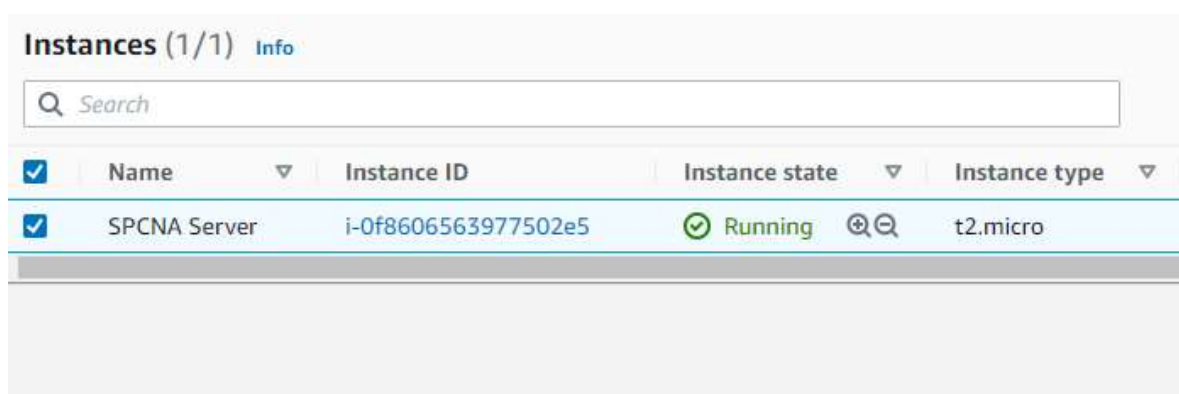 Instances (1/1) Info
Search
Name Instance ID Instance state Instance type
SPCNA Server i-0f8606563977502e5 Running t2.micro